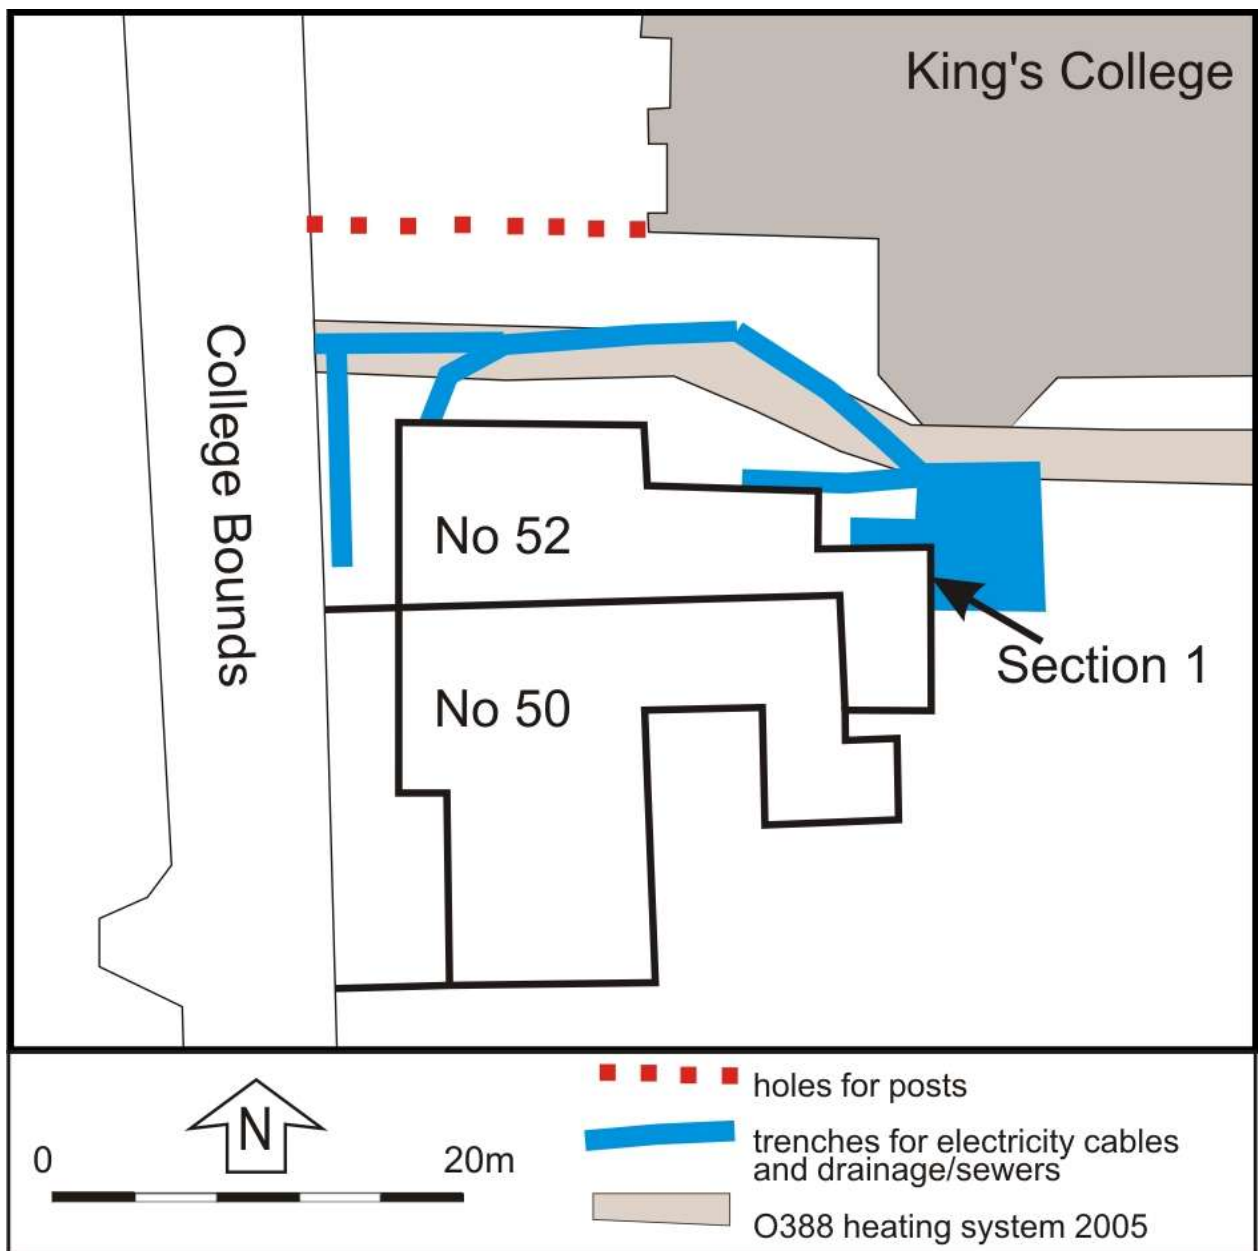 King's College
College Bounds
No 52
Section 1
No 50
holes for posts
N
0
20m
trenches for electricity cables
and drainage/sewers
O388 heating system 2005